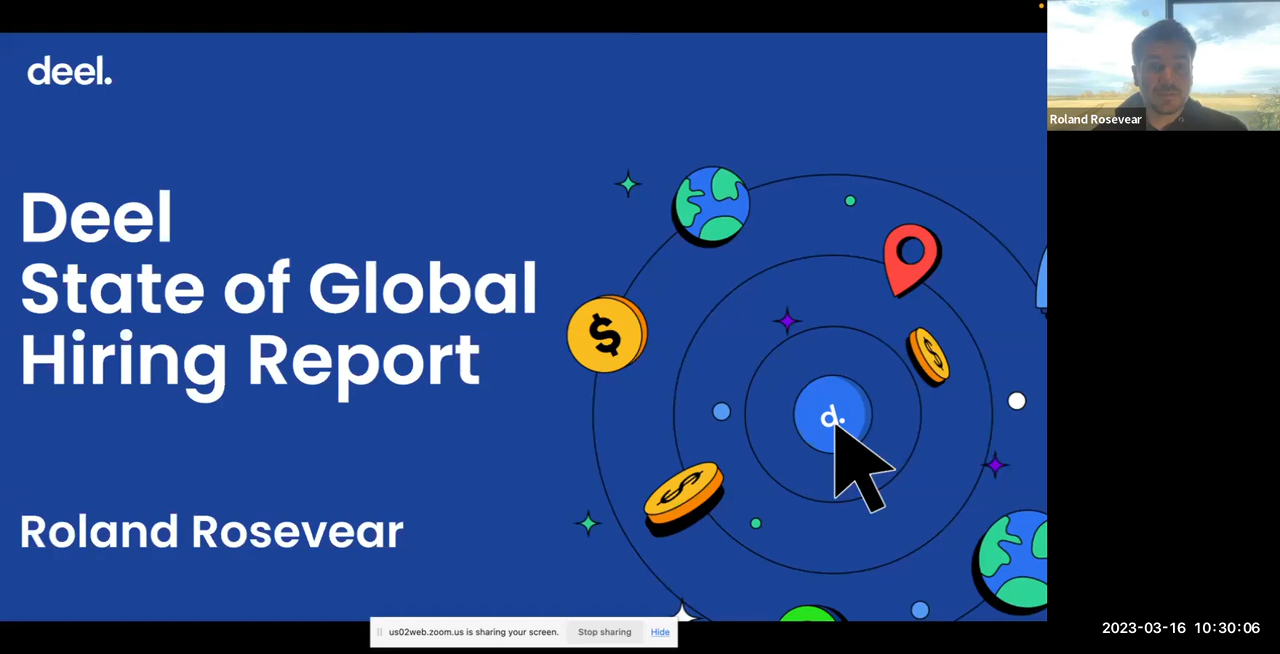 deel.
Deel
State of Global
Hiring Report
Roland Rosevear
$
$
$
d.
Roland Rosevear
us02web.zoom.us is sharing your screen.
Stop sharing
Hide
2023-03-16 10:30:06